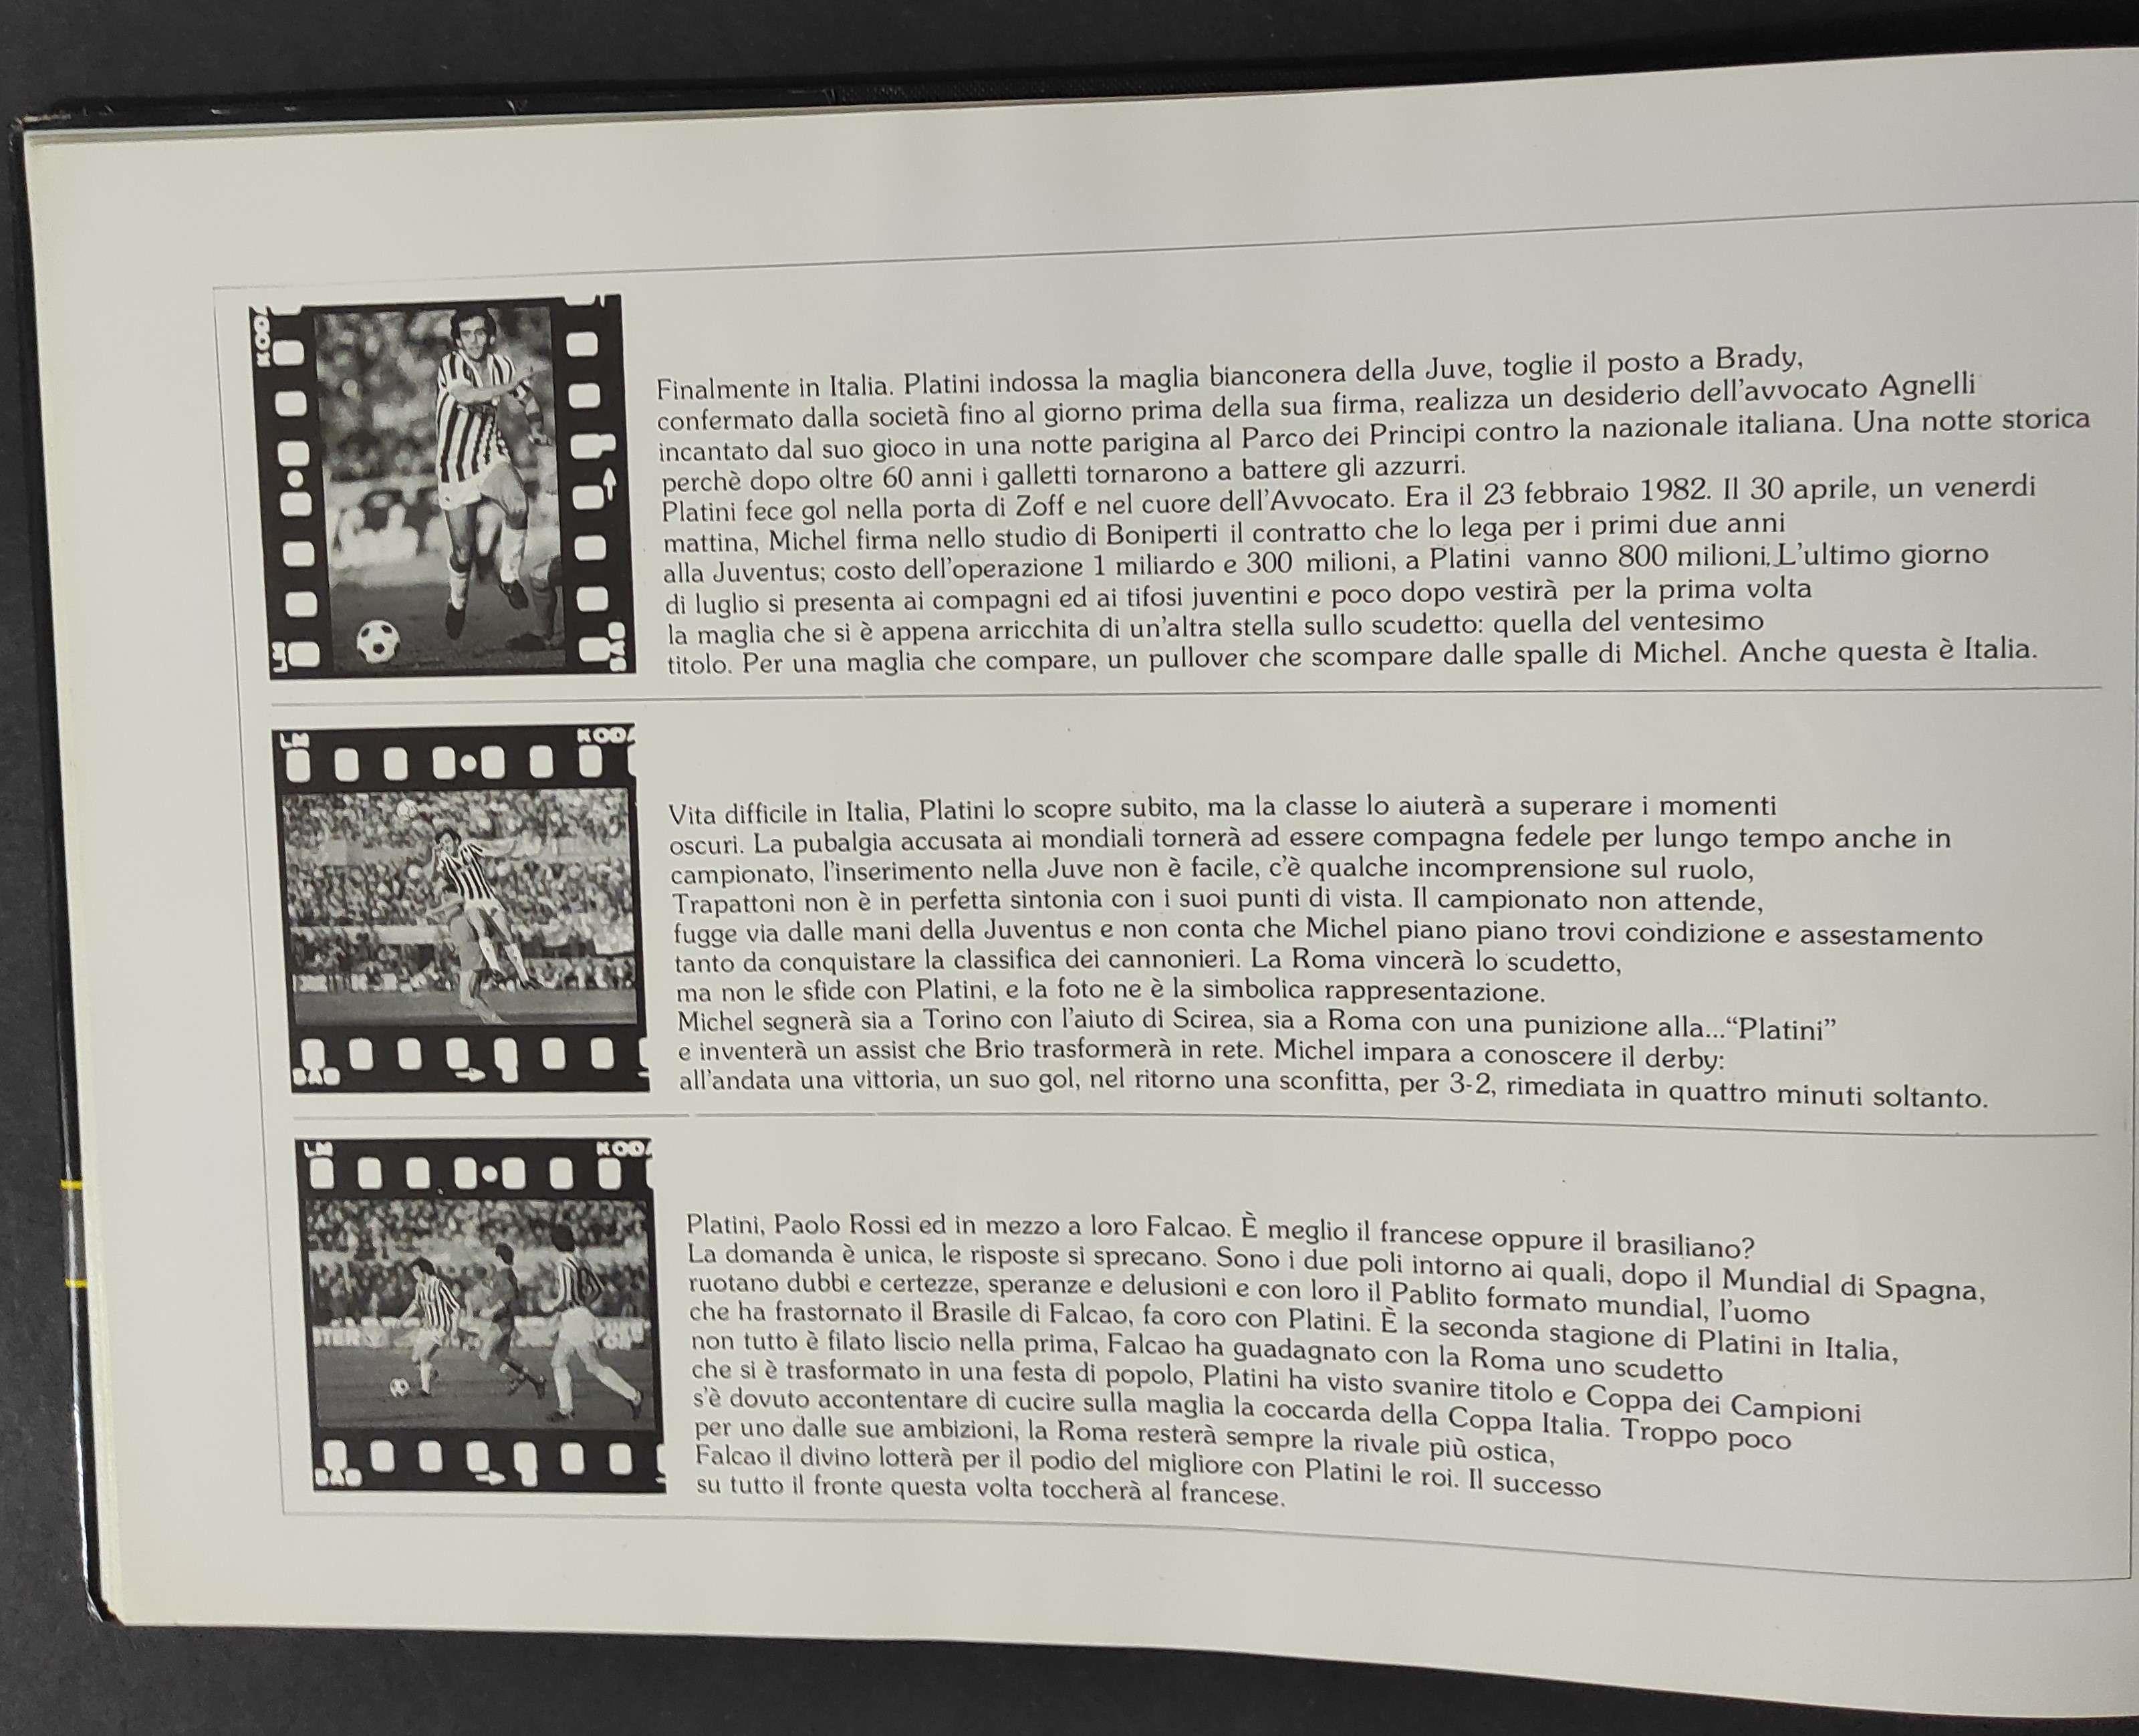 KODA
LM
SAO
Finalmente in Italia. Platini indossa la maglia bianconera della Juve, toglie il posto a Brady,
confermato dalla società fino al giorno prima della sua firma, realizza un desiderio dell'avvocato Agnelli
incantato dal suo gioco in una notte parigina al Parco dei Principi contro la nazionale italiana. Una notte storica
perchè dopo oltre 60 anni i galletti tornarono a battere gli azzurri.
Platini fece gol nella porta di Zoff e nel cuore dell'Avvocato. Era il 23 febbraio 1982. Il 30 aprile, un venerdi
mattina, Michel firma nello studio di Boniperti il contratto che lo lega per i primi due anni
alla Juventus; costo dell'operazione 1 miliardo e 300 milioni, a Platini vanno 800 milioni. L'ultimo giorno
di luglio si presenta ai compagni ed ai tifosi juventini e poco dopo vestirà per la prima volta
la maglia che si è appena arricchita di un'altra stella sullo scudetto: quella del ventesimo
titolo. Per una maglia che compare, un pullover che scompare dalle spalle di Michel. Anche questa è Italia.
LM KODA
SAO
Vita difficile in Italia, Platini lo scopre subito, ma la classe lo aiuterà a superare i momenti
oscuri. La pubalgia accusata ai mondiali tornerà ad essere compagna fedele per lungo tempo anche in
campionato, l'inserimento nella Juve non è facile, c'è qualche incomprensione sul ruolo,
Trapattoni non è in perfetta sintonia con i suoi punti di vista. Il campionato non attende,
fugge via dalle mani della Juventus e non conta che Michel piano piano trovi condizione e assestamento
tanto da conquistare la classifica dei cannonieri. La Roma vincerà lo scudetto,
ma non le sfide con Platini, e la foto ne è la simbolica rappresentazione.
Michel segnerà sia a Torino con l'aiuto di Scirea, sia a Roma con una punizione alla..."Platini"
e inventerà un assist che Brio trasformerà in rete. Michel impara a conoscere il derby:
all'andata una vittoria, un suo gol, nel ritorno una sconfitta, per 3-2, rimediata in quattro minuti soltanto.
LM KODA
SAO
Platini, Paolo Rossi ed in mezzo a loro Falcao. È meglio il francese oppure il brasiliano?
La domanda è unica, le risposte si sprecano. Sono i due poli intorno ai quali, dopo il Mundial di Spagna,
ruotano dubbi e certezze, speranze e delusioni e con loro il Pablito formato mundial, l'uomo
che ha frastornato il Brasile di Falcao, fa coro con Platini. È la seconda stagione di Platini in Italia,
non tutto è filato liscio nella prima, Falcao ha guadagnato con la Roma uno scudetto
che si è trasformato in una festa di popolo, Platini ha visto svanire titolo e Coppa dei Campioni
s'è dovuto accontentare di cucire sulla maglia la coccarda della Coppa Italia. Troppo poco
per uno dalle sue ambizioni, la Roma resterà sempre la rivale più ostica,
Falcao il divino lotterà per il podio del migliore con Platini le roi. Il successo
su tutto il fronte questa volta toccherà al francese.